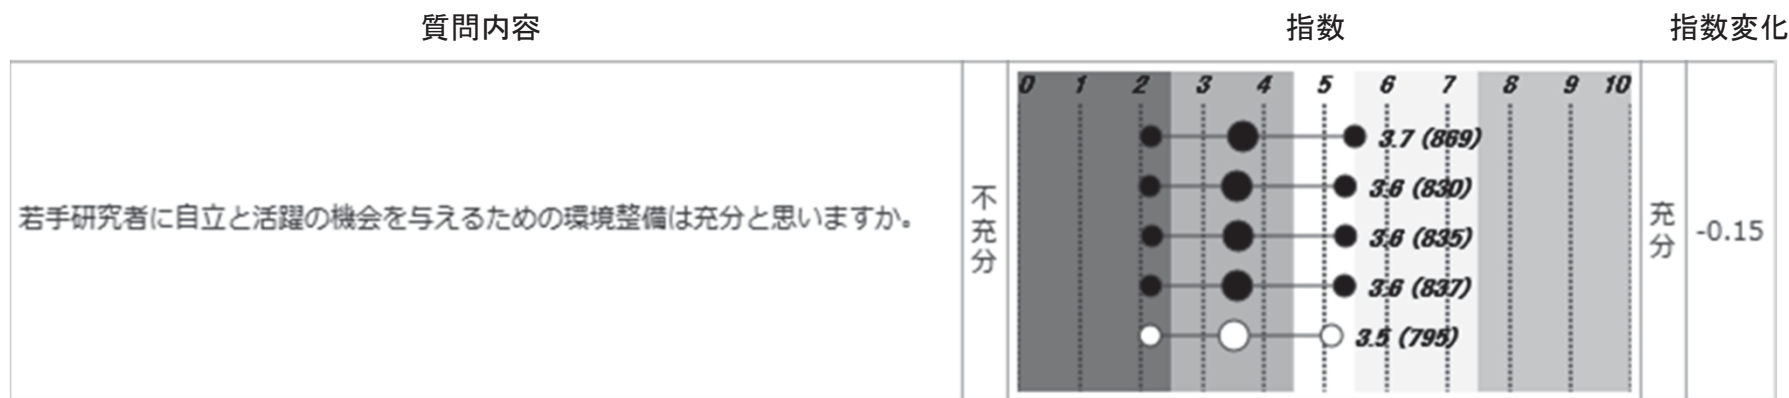 質問内容 指数 指数変化
若手研究者に自立と活躍の機会を与えるための環境整備は充分と思いますか。
不充分
0 1 2 3 4 5 6 7 8 9 10
3.7 (869)
3.6 (830)
3.6 (835)
3.6 (837)
3.5 (795)
充分
-0.15